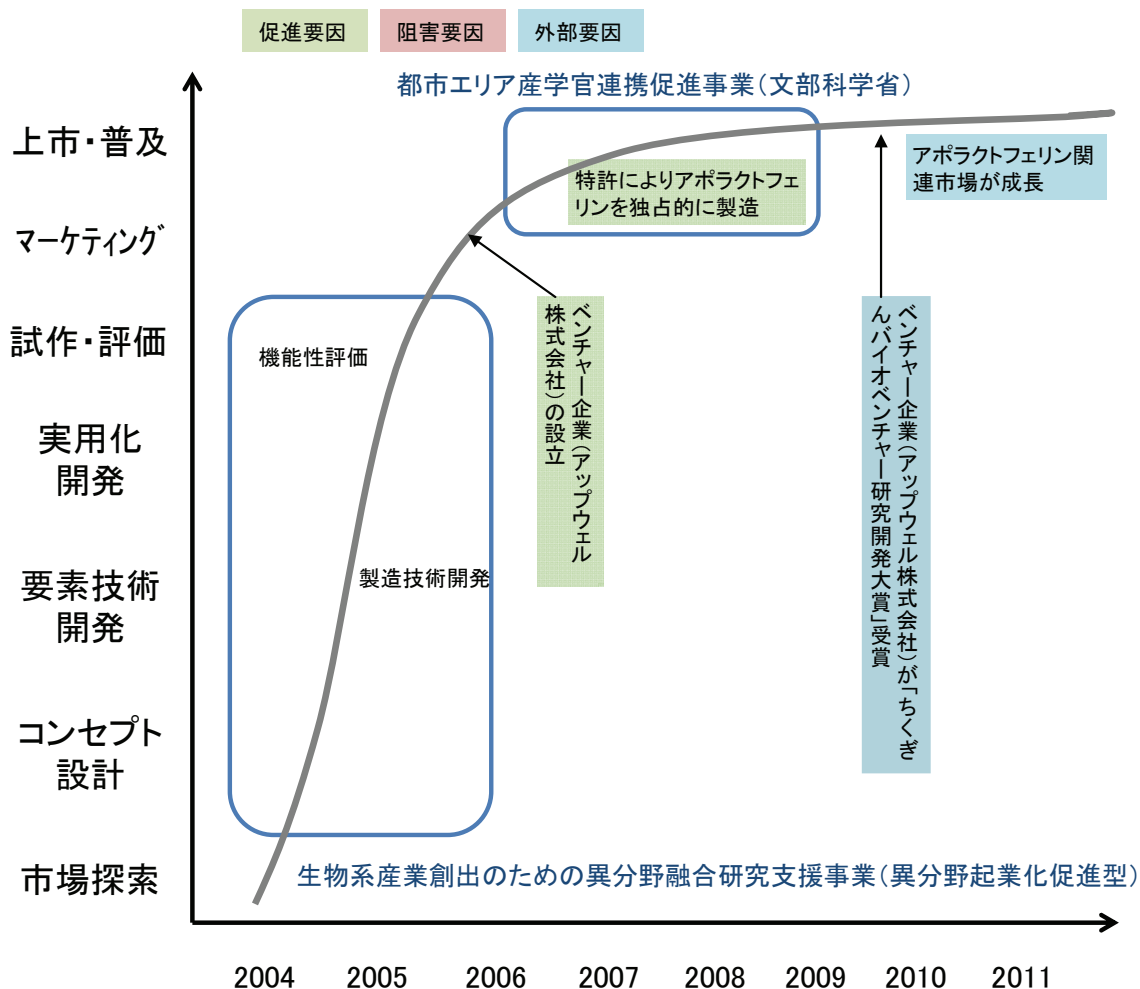 促進要因
阻害要因
外部要因
都市エリア産学官連携促進事業(文部科学省)
上市・普及
マーケティング
試作・評価
実用化
開発
要素技術
開発
コンセプト
設計
市場探索
特許によりアポラクトフェ
リンを独占的に製造
アポラクトフェリン関
連市場が成長
機能性評価
製造技術開発
ベンチャー企業(アップウェル
株式会社)の設立
ベンチャー企業(アップウェル株式会社)が「ちくぎ
んバイオベンチャー研究開発大賞」受賞
生物系産業創出のための異分野融合研究支援事業(異分野起業化促進型)
2004 2005 2006 2007 2008 2009 2010 2011